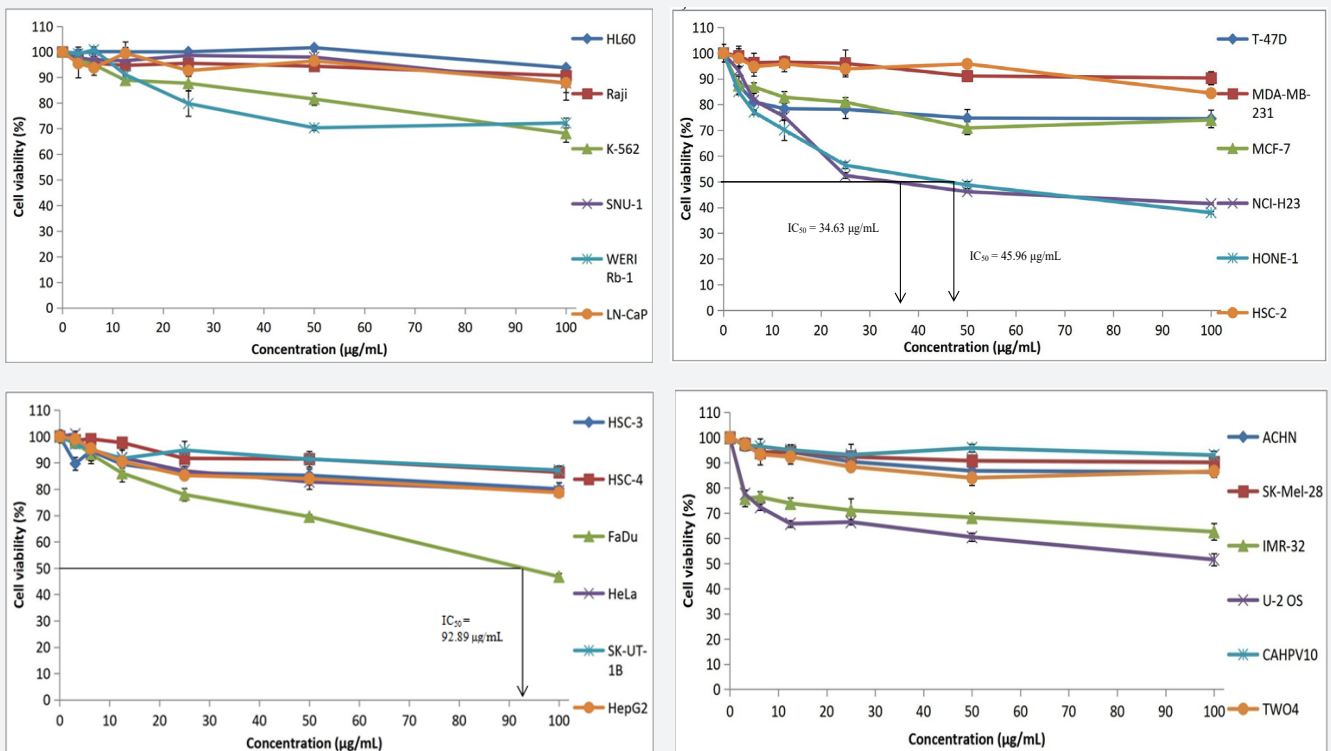 110
100
90
80
70
60
50
40
30
20
10
0
Cell viability (%)
0 10 20 30 40 50 60 70 80 90 100
Concentration (µg/mL)
HL60
Raji
K-562
SNU-1
WERI
Rb-1
LN-CaP
110
100
90
80
70
60
50
40
30
20
10
0
Cell viability (%)
IC50 = 34.63 µg/mL
IC50 = 45.96 µg/mL
0 10 20 30 40 50 60 70 80 90 100
Concentration (µg/mL)
T-47D
MDA-MB-
231
MCF-7
NCI-H23
HONE-1
HSC-2
110
100
90
80
70
60
50
40
30
20
10
0
Cell viability (%)
IC50 =
92.89 µg/mL
0 10 20 30 40 50 60 70 80 90 100
Concentration (µg/mL)
HSC-3
HSC-4
FaDu
HeLa
SK-UT-
1B
HepG2
110
100
90
80
70
60
50
40
30
20
10
0
Cell viability (%)
0 10 20 30 40 50 60 70 80 90 100
Concentration (µg/mL)
ACHN
SK-Mel-28
IMR-32
U-2 OS
CAHPV10
TWO4